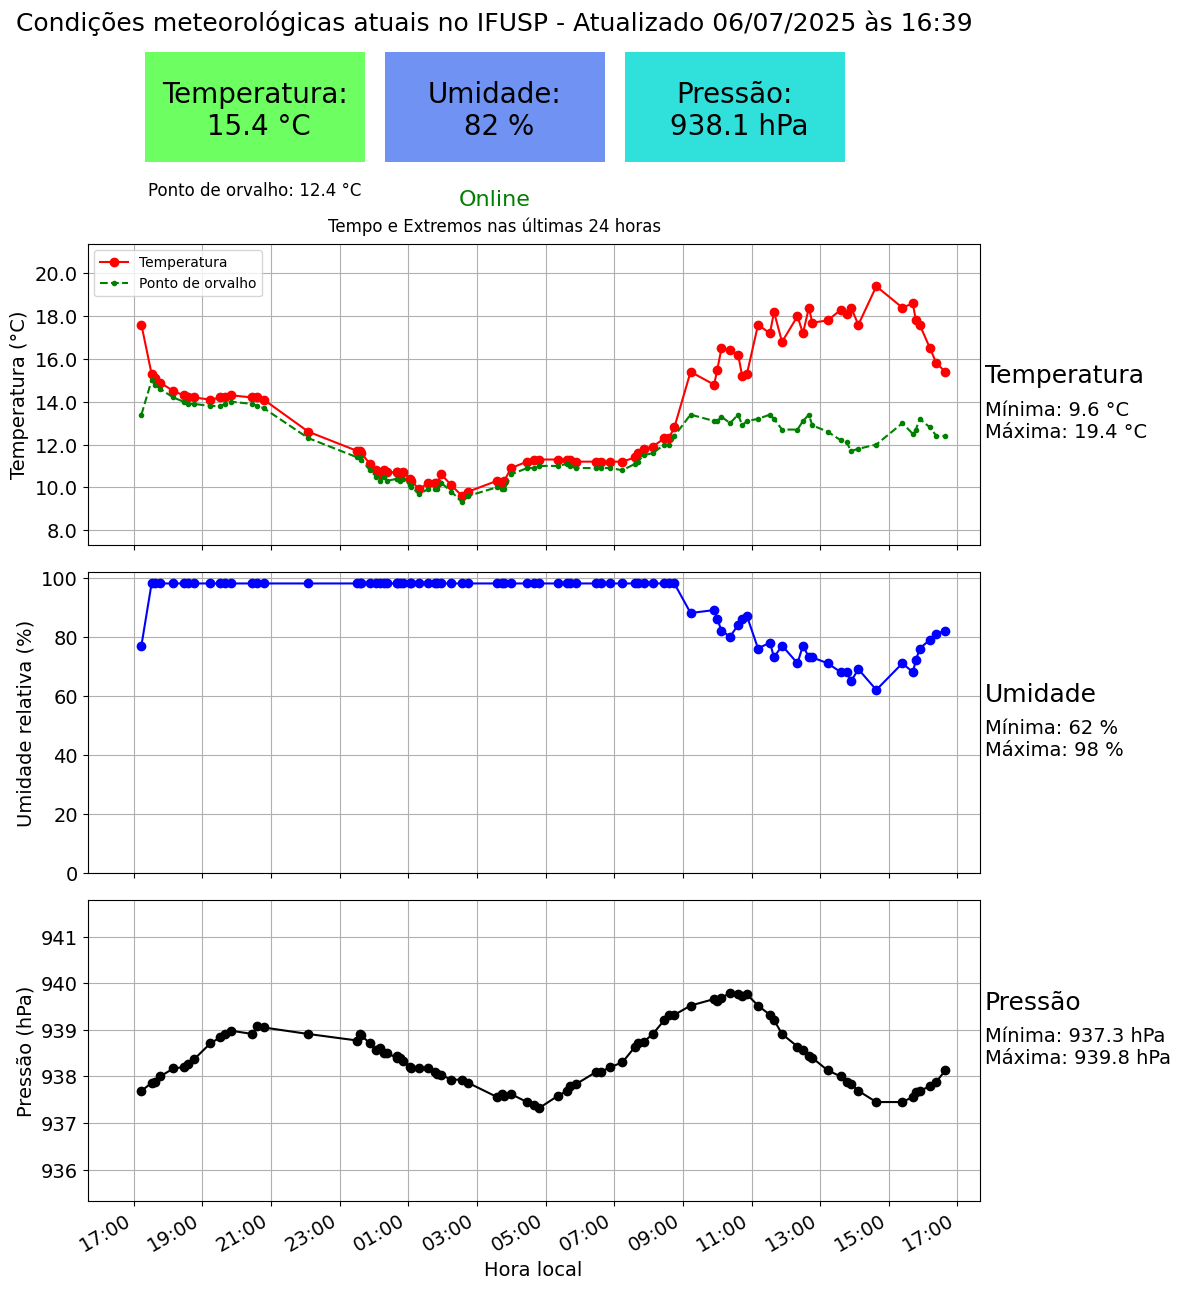 Condições meteorológicas atuais no IFUSP - Atualizado 06/07/2025 às 16:39
Temperatura:
15.4 °C
Umidade:
82 %
Pressão:
938.1 hPa
Ponto de orvalho: 12.4 °C
Online
Tempo e Extremos nas últimas 24 horas
Temperatura
Ponto de orvalho
Temperatura (°C)
20.0
18.0
16.0
14.0
12.0
10.0
8.0
Temperatura
Mínima: 9.6 °C
Máxima: 19.4 °C
Umidade relativa (%)
100
80
60
40
20
0
Umidade
Mínima: 62 %
Máxima: 98 %
Pressão (hPa)
941
940
939
938
937
936
Pressão
Mínima: 937.3 hPa
Máxima: 939.8 hPa
17:00
19:00
21:00
23:00
01:00
03:00
05:00
07:00
09:00
11:00
13:00
15:00
17:00
Hora local